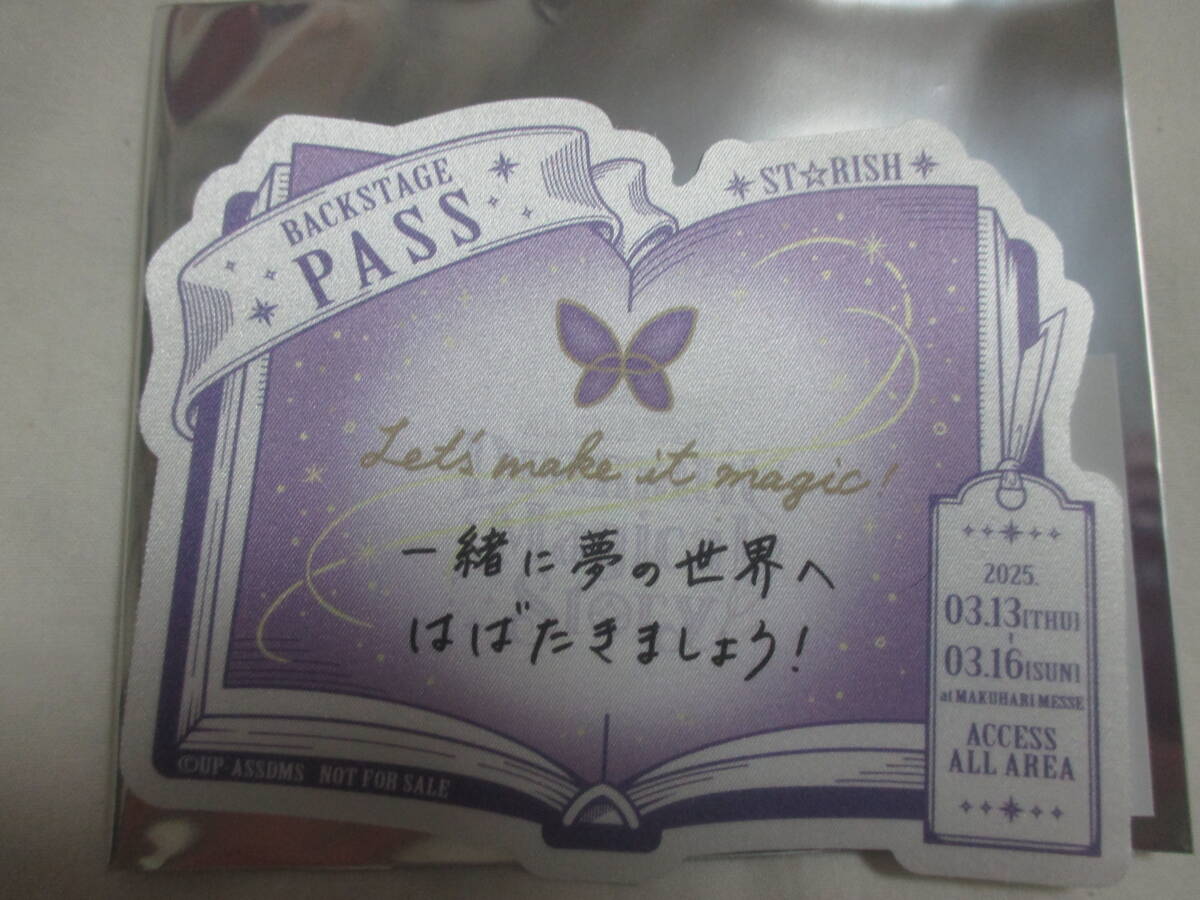 BACKSTAGE
PASS
ST☆RISH
Let's make it magic!
一緒に夢の世界へ
はばたきましょう!
2025.
03.13[THU]
03.16[SUN]
at MAKUHARI MESSE
ACCESS
ALL AREA
©UP ASSDMS NOT FOR SALE